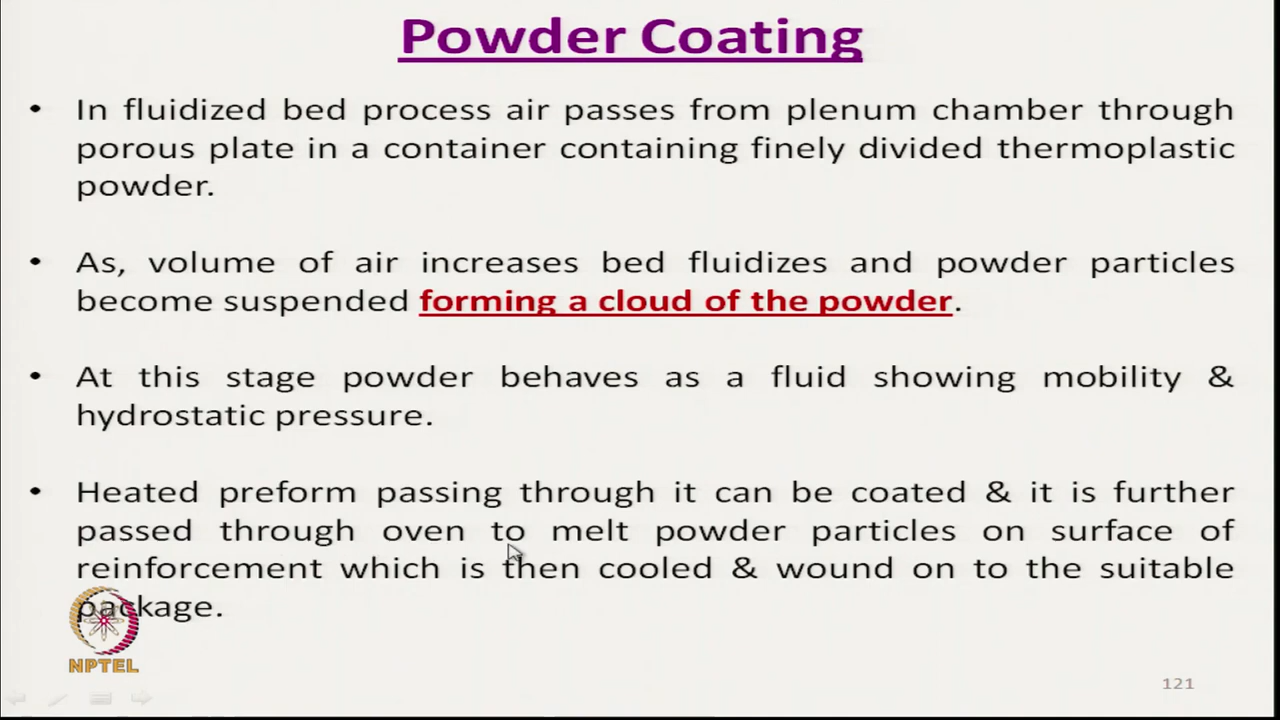 Powder Coating
• In fluidized bed process air passes from plenum chamber through
porous plate in a container containing finely divided thermoplastic
powder.
• As, volume of air increases bed fluidizes and powder particles
become suspended forming a cloud of the powder.
• At this stage powder behaves as a fluid showing mobility &
hydrostatic pressure.
• Heated preform passing through it can be coated & it is further
passed through oven to melt powder particles on surface of
reinforcement which is then cooled & wound on to the suitable
package.
NPTEL
121